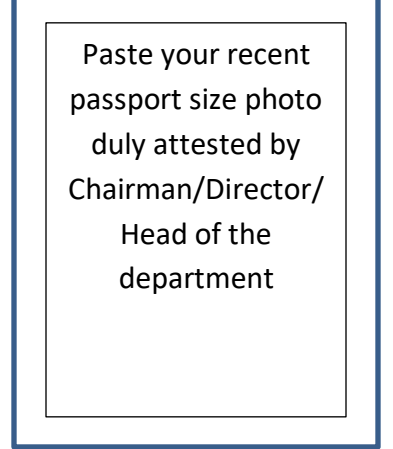 Paste your recent
passport size photo
duly attested by
Chairman/Director/
Head of the
department